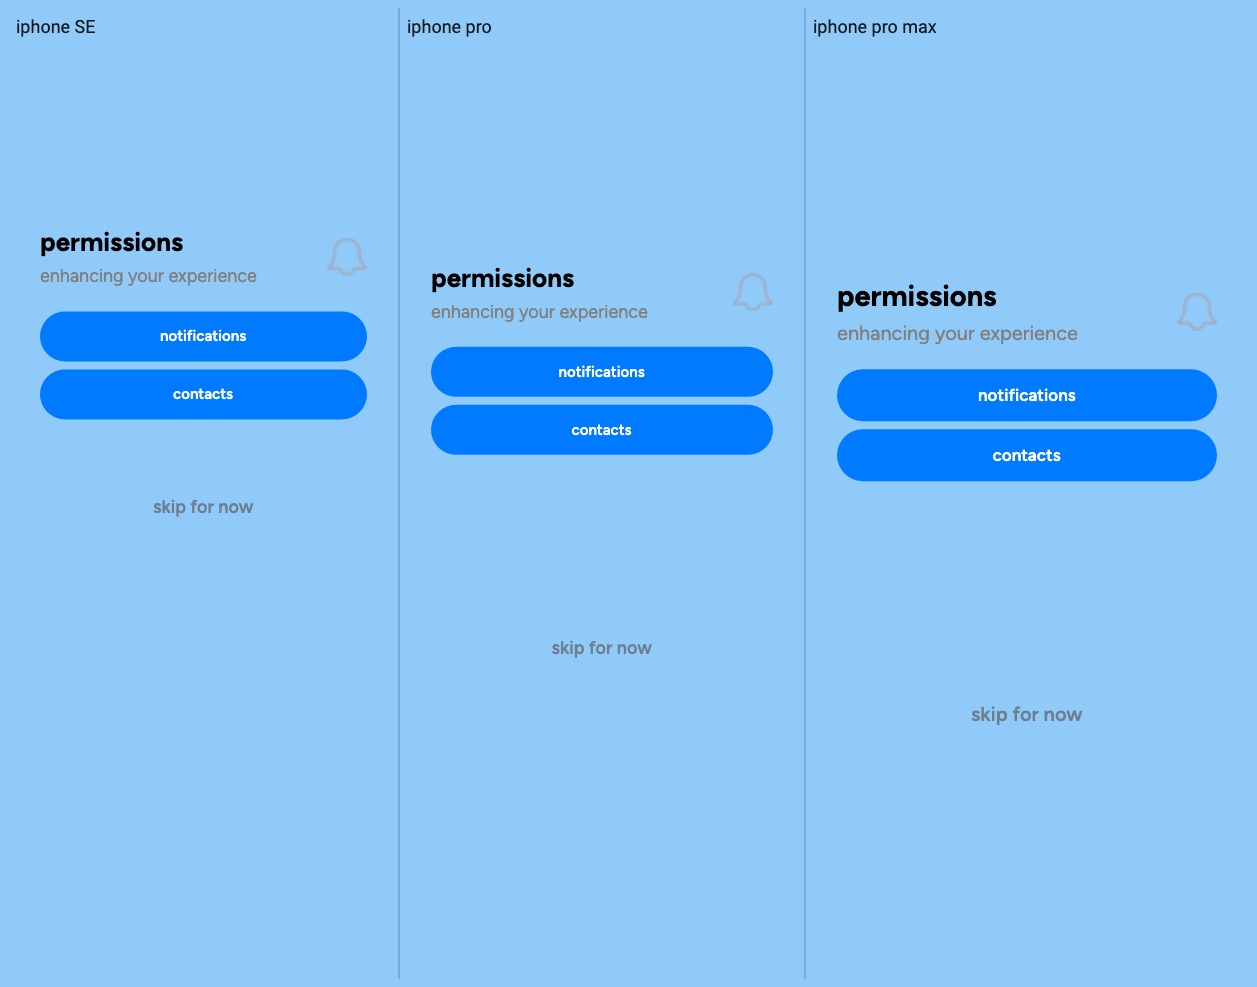 iphone SE
permissions
enhancing your experience
notifications
contacts
skip for now
iphone pro
permissions
enhancing your experience
notifications
contacts
skip for now
iphone pro max
permissions
enhancing your experience
notifications
contacts
skip for now